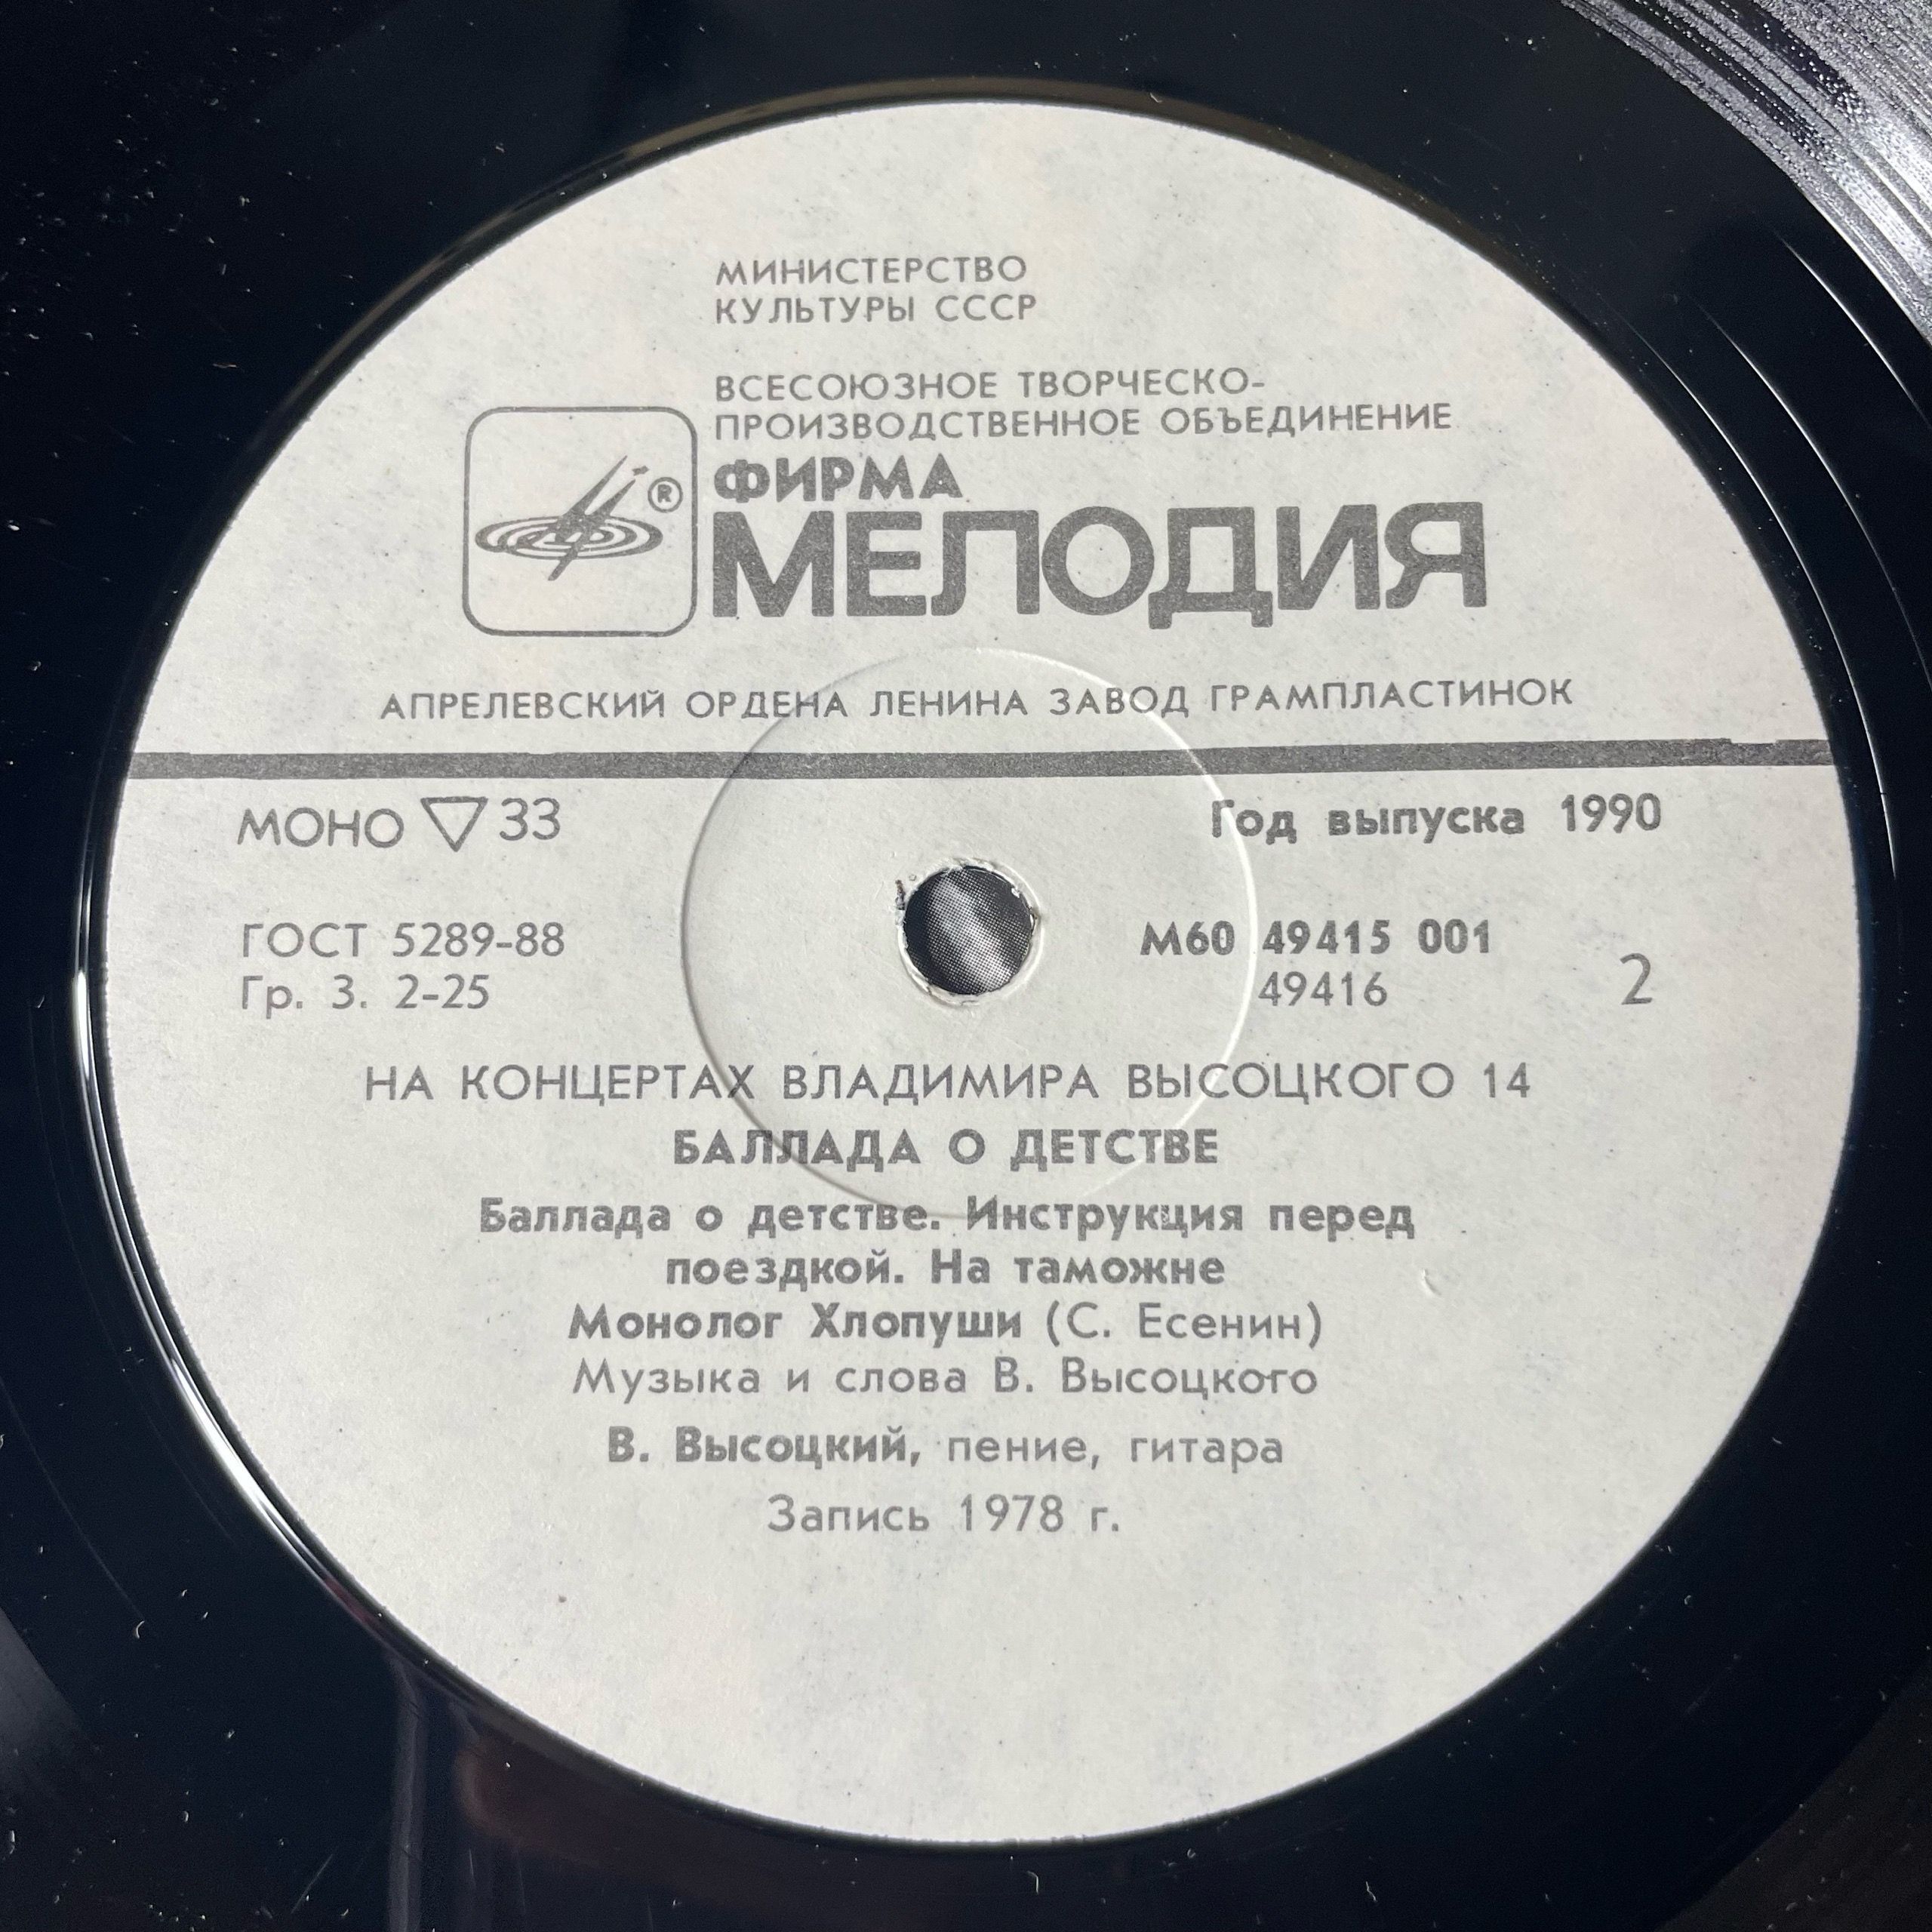 МИНИСТЕРСТВО
КУЛЬТУРЫ СССР
ВСЕСОЮЗНОЕ ТВОРЧЕСКО-
ПРОИЗВОДСТВЕННОЕ ОБЪЕДИНЕНИЕ
®
ФИРМА
МЕЛОДИЯ
АПРЕЛЕВСКИЙ ОРДЕНА ЛЕНИНА ЗАВОД ГРАМПЛАСТИНОК
МОНО ▽ 33
Год выпуска 1990
ГОСТ 5289-88
Гр. 3. 2-25
М60 49415 001
49416
2
НА КОНЦЕРТАХ ВЛАДИМИРА ВЫСОЦКОГО 14
БАЛЛАДА О ДЕТСТВЕ
Баллада о детстве. Инструкция перед
поездкой. На таможне
Монолог Хлопуши (С. Есенин)
Музыка и слова В. Высоцкого
В. Высоцкий, пение, гитара
Запись 1978 г.